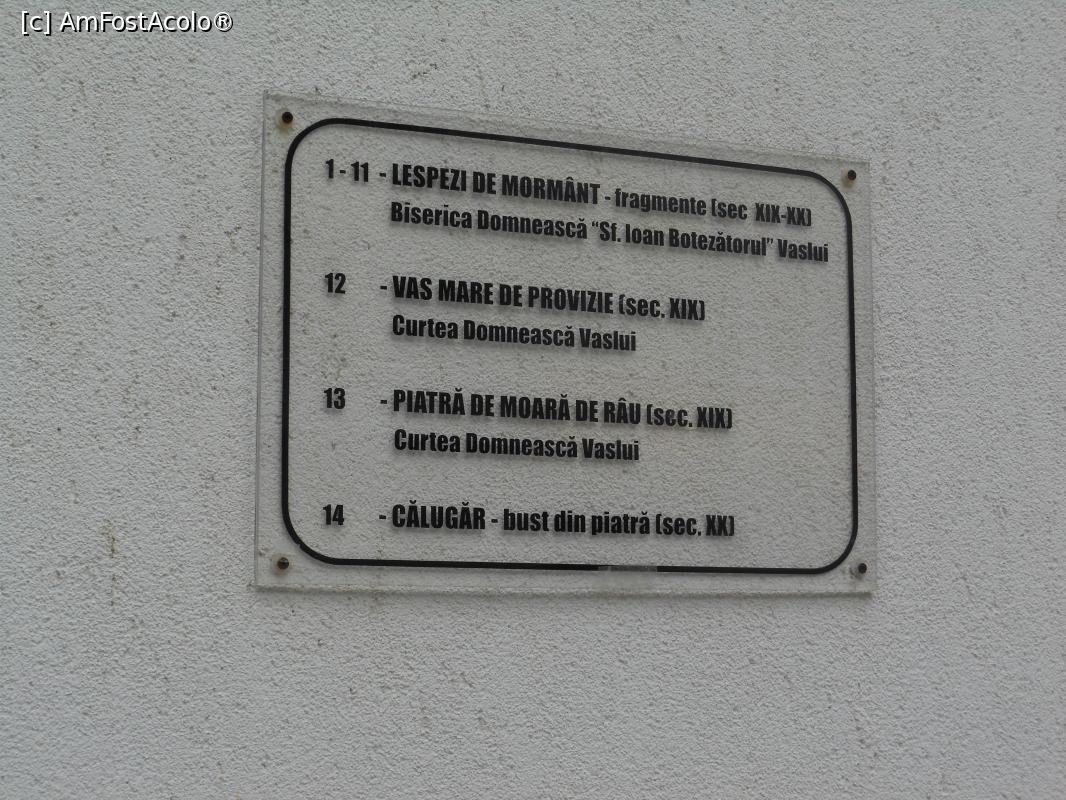 [c] AmFostAcolo®
1 - 11 - LESPEZI DE MORMÂNT - fragmente (sec XIX-XX)
Biserica Domnească “Sf. Ioan Botezătorul” Vaslui
12 - VAS MARE DE PROVIZIE (sec. XIX)
Curtea Domnească Vaslui
13 - PIATRĂ DE MOARĂ DE RÂU (sec. XIX)
Curtea Domnească Vaslui
14 - CĂLUGĂR - bust din piatră (sec. XX)